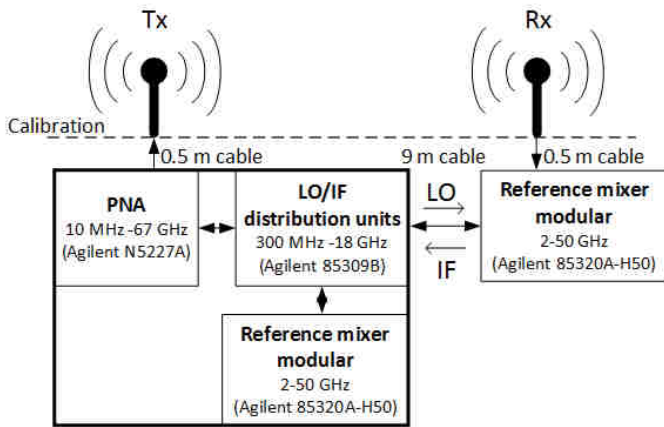 Tx
Rx
Calibration
0.5 m cable
9 m cable
0.5 m cable
PNA
10 MHz -67 GHz
(Agilent N5227A)
LO/IF
distribution units
300 MHz -18 GHz
(Agilent 85309B)
LO
IF
Reference mixer
modular
2-50 GHz
(Agilent 85320A-H50)
Reference mixer
modular
2-50 GHz
(Agilent 85320A-H50)